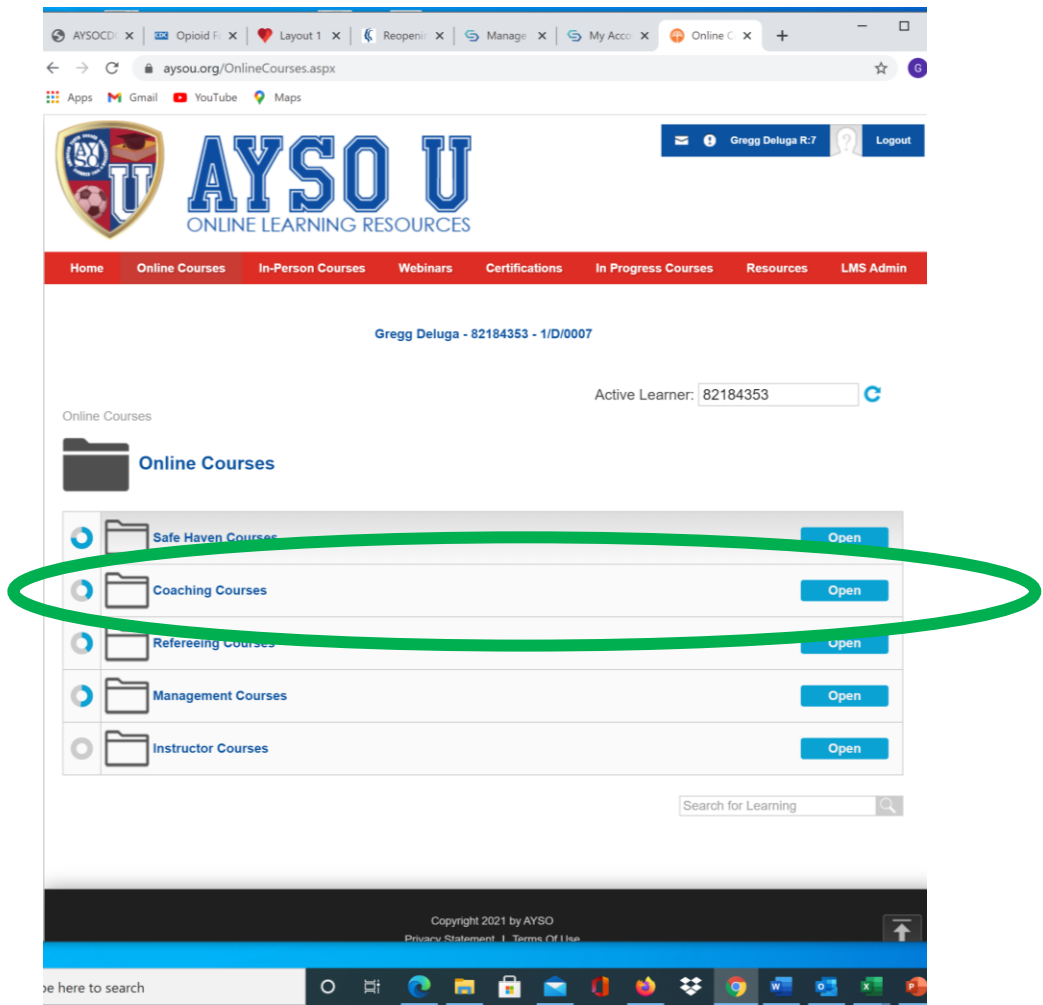 AYSOCD
Opioid F
Layout 1
Reopenin
Manage
My Acco
Online C
aysou.org/OnlineCourses.aspx
G
Apps
Gmail
YouTube
Maps
AYSO U
ONLINE LEARNING RESOURCES
Gregg Deluga R:7
Logout
Home
Online Courses
In-Person Courses
Webinars
Certifications
In Progress Courses
Resources
LMS Admin
Gregg Deluga - 82184353 - 1/D/0007
Active Learner: 82184353
Online Courses
Online Courses
Safe Haven Courses
Open
Coaching Courses
Open
Refereeing Courses
Open
Management Courses
Open
Instructor Courses
Open
Search for Learning
Copyright 2021 by AYSO
Privacy Statement | Terms Of Use
pe here to search